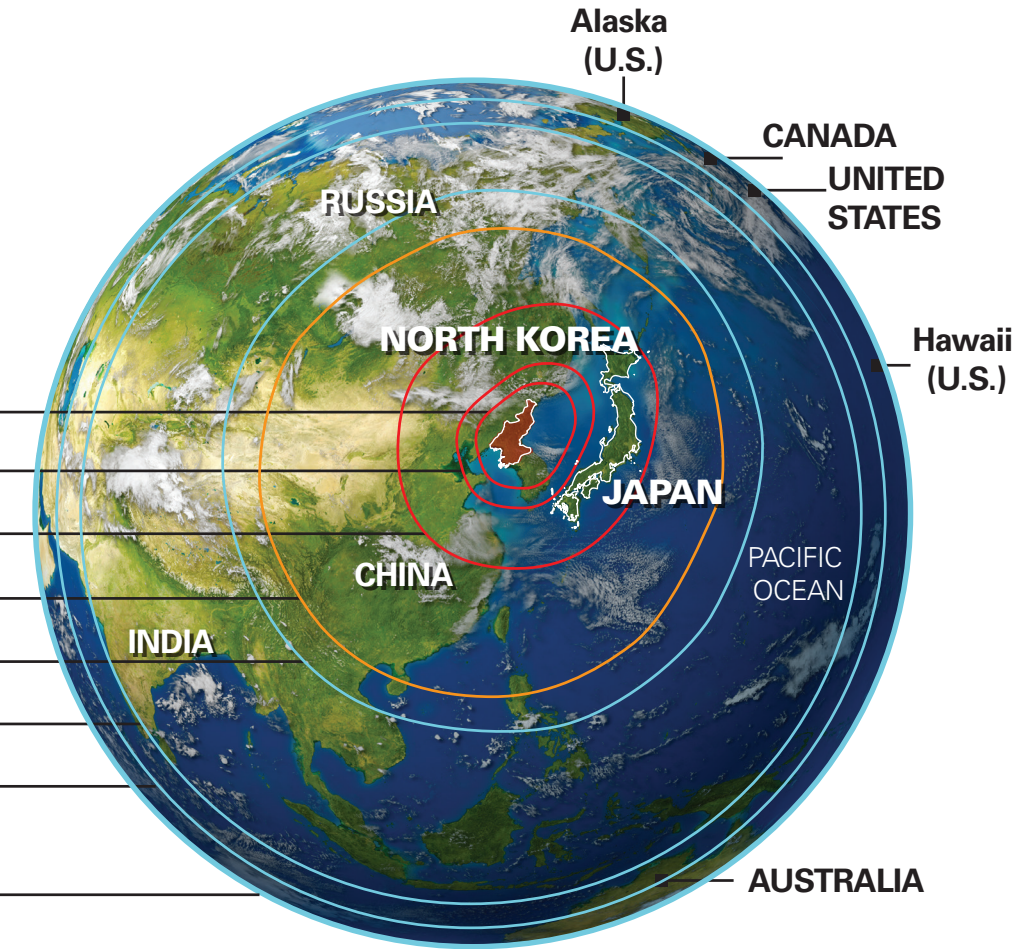 Alaska
(U.S.)
CANADA
UNITED
STATES
RUSSIA
Hawaii
(U.S.)
NORTH KOREA
JAPAN
PACIFIC
OCEAN
CHINA
INDIA
AUSTRALIA